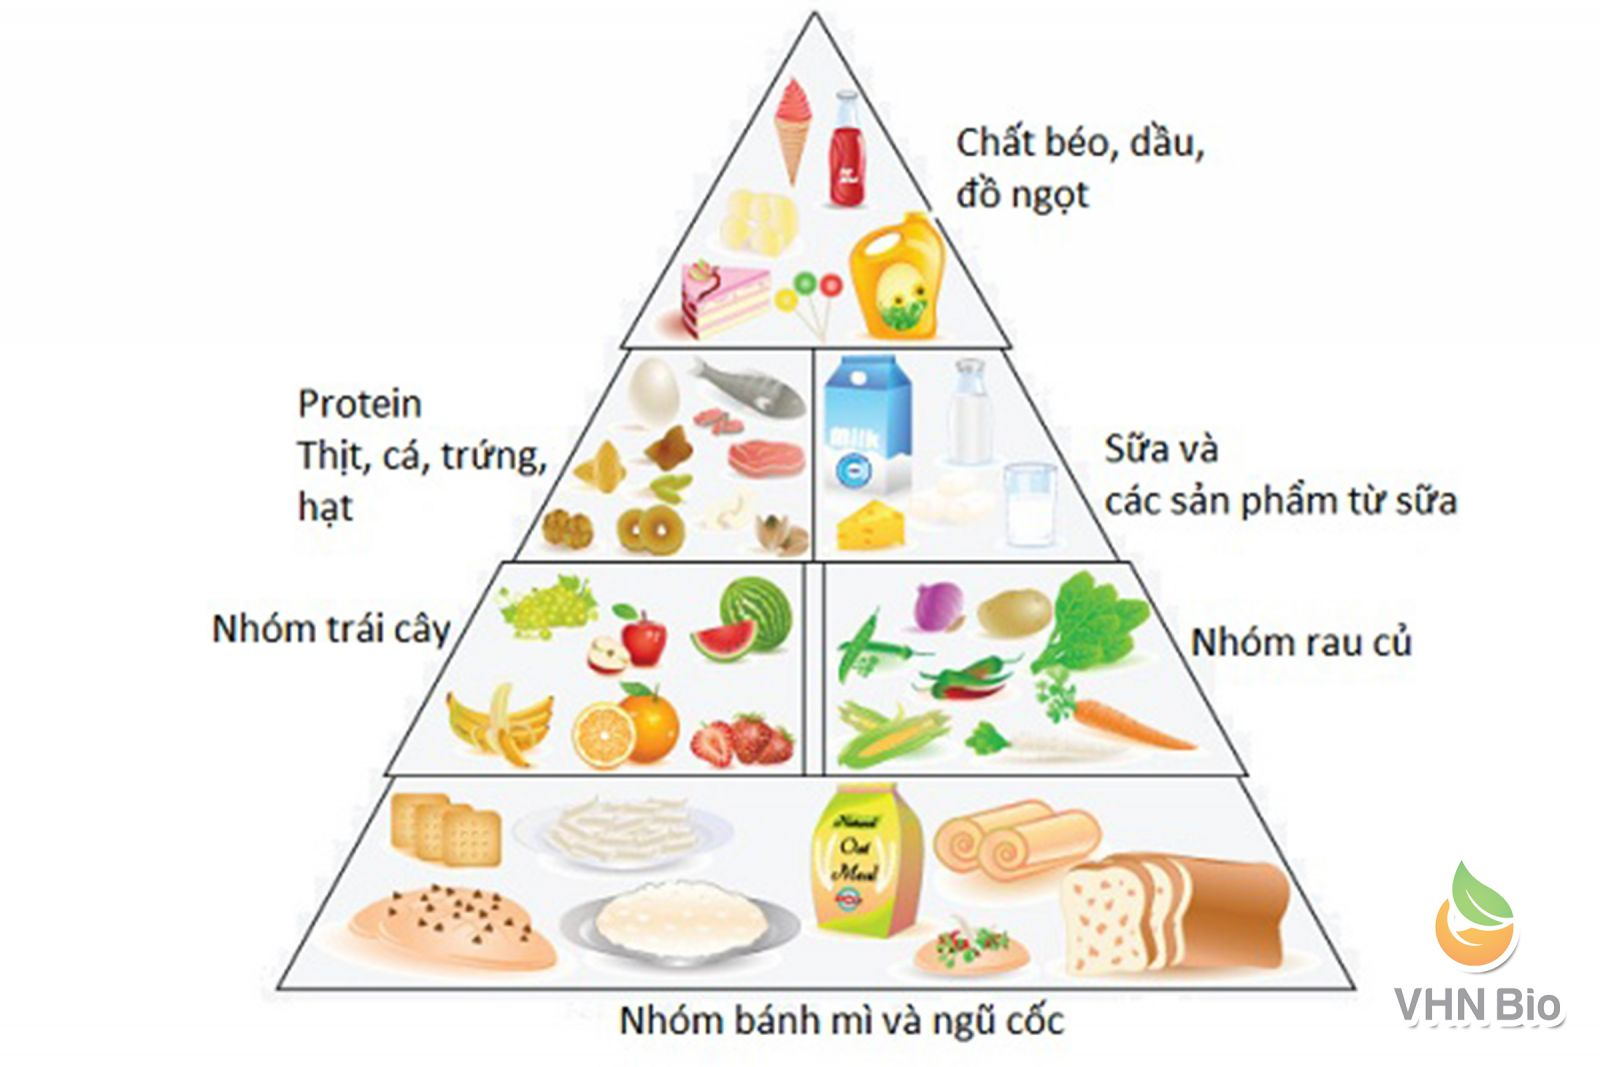 Chất béo, dầu,
đồ ngọt
Protein
Thịt, cá, trứng,
hạt
milk
Sữa và
các sản phẩm từ sữa
Nhóm trái cây
Nhóm rau củ
Natural
Oat
Meal
Nhóm bánh mì và ngũ cốc
VHN Bio